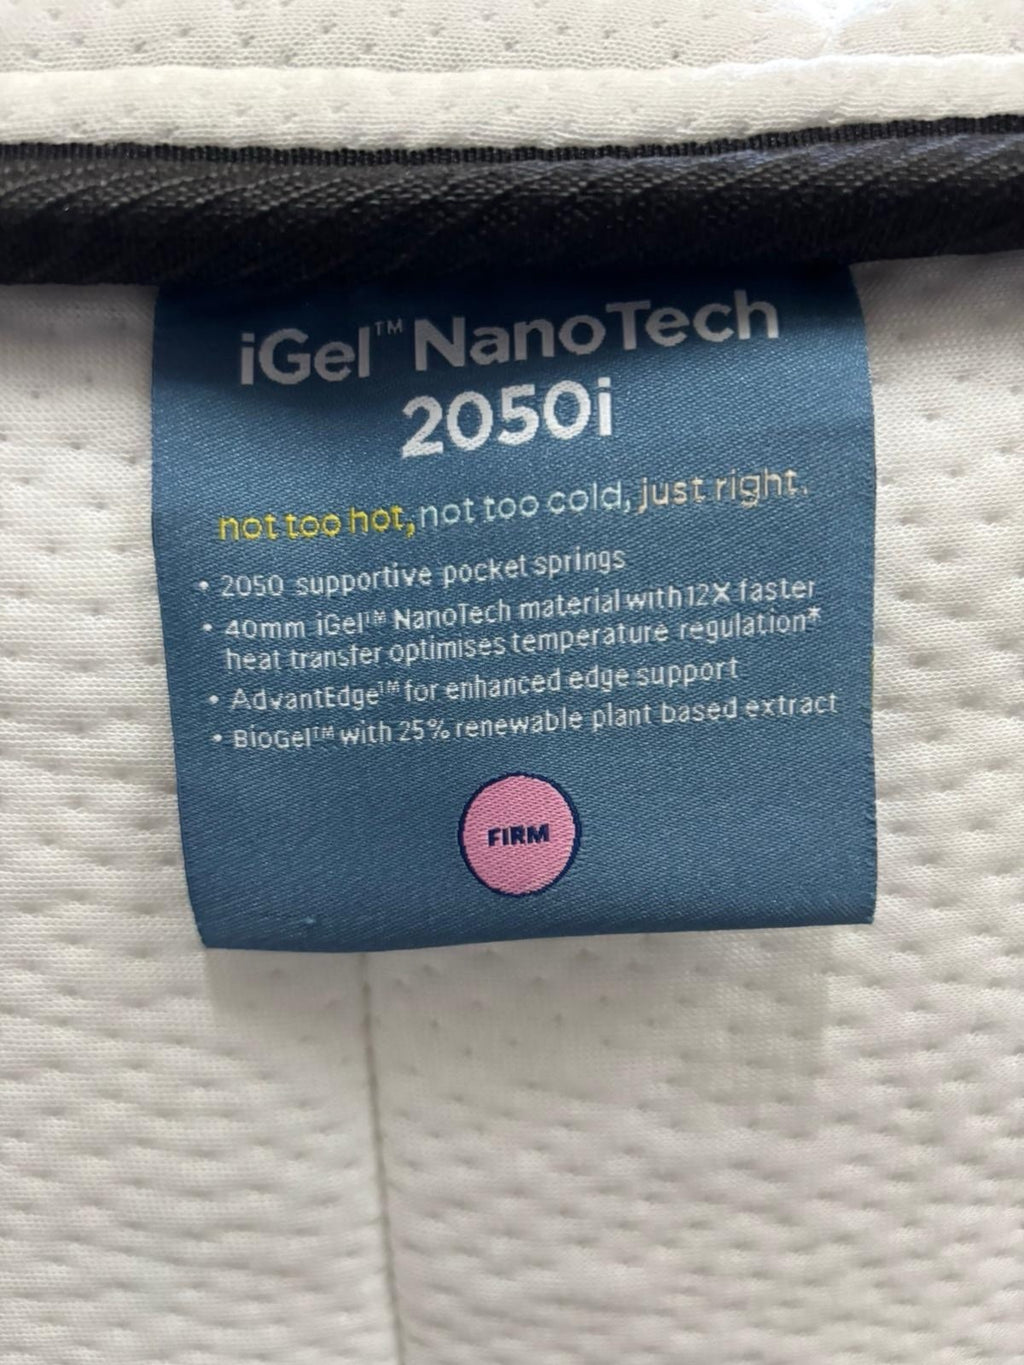 iGel™ NanoTech
2050i
not too hot, not too cold, just right.
• 2050 supportive pocket springs
• 40mm iGel™ NanoTech material with 12X faster
heat transfer optimises temperature regulation*
• AdvantEdge™ for enhanced edge support
• BioGel™ with 25% renewable plant based extract
FIRM